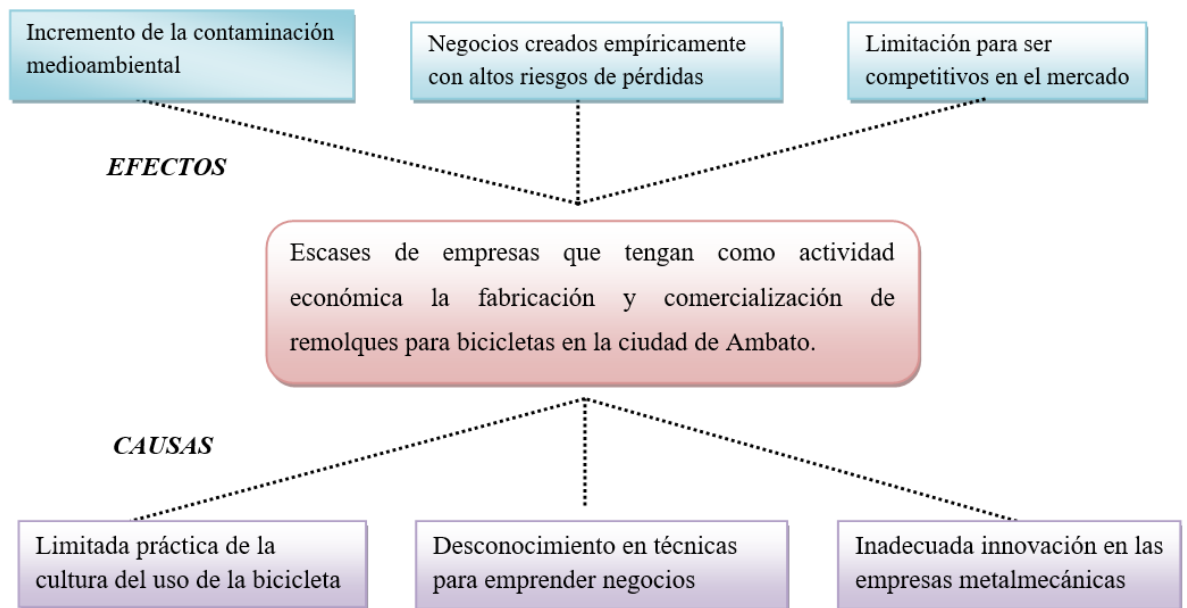 Incremento de la contaminación
medioambiental
Negocios creados empíricamente
con altos riesgos de pérdidas
Limitación para ser
competitivos en el mercado
EFECTOS
Escases de empresas que tengan como actividad
económica la fabricación y comercialización de
remolques para bicicletas en la ciudad de Ambato.
CAUSAS
Limitada práctica de la
cultura del uso de la bicicleta
Desconocimiento en técnicas
para emprender negocios
Inadecuada innovación en las
empresas metalmecánicas